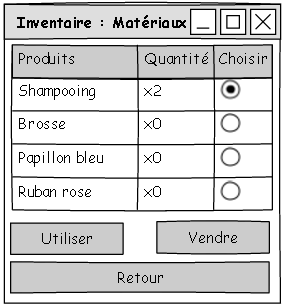 Inventaire : Matériaux
Produits Quantité Choisir
Shampooing x2
Brosse x0
Papillon bleu x0
Ruban rose x0
Utiliser Vendre
Retour